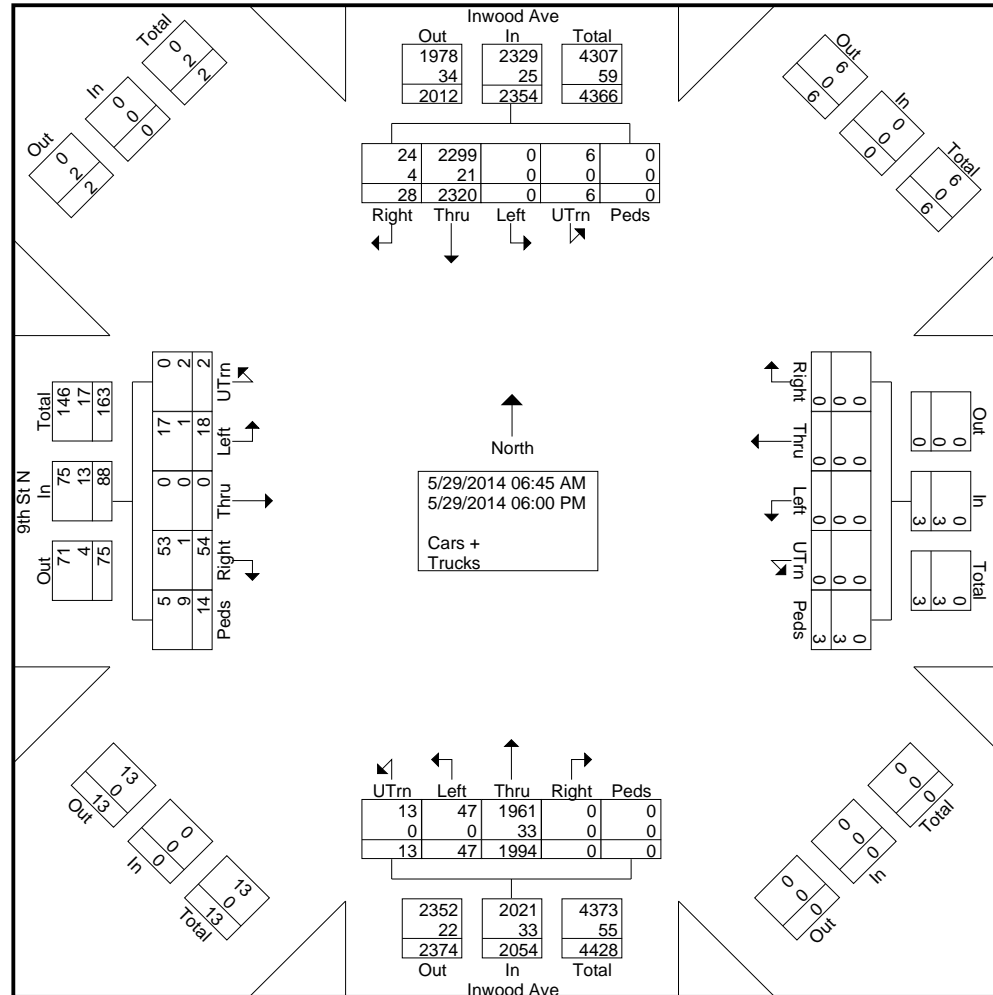 Inwood Ave
Out In Total
1978 2329 4307
34 25 59
2012 2354 4366
24 2299 0 6 0
4 21 0 0 0
28 2320 0 6 0
Right Thru Left UTrn Peds
Out In Total
0 0 0
2 0 2
2 0 2
Out In Total
6 0 6
0 0 0
6 0 6
9th St N
Out In Total
71 75 146
4 13 17
75 88 163
5 53 0 17 0
9 1 0 1 2
14 54 0 18 2
Peds Right Thru Left UTrn
North
5/29/2014 06:45 AM
5/29/2014 06:00 PM
Cars +
Trucks
Out In Total
0 0 0
0 3 3
0 3 3
Right Thru Left UTrn Peds
0 0 0 0 0
0 0 0 0 3
0 0 0 0 3
UTrn Left Thru Right Peds
13 47 1961 0 0
0 0 33 0 0
13 47 1994 0 0
2352 2021 4373
22 33 55
2374 2054 4428
Out In Total
Inwood Ave
13 0 13
0 0 0
13 0 13
Out In Total
0 0 0
0 0 0
0 0 0
Out In Total